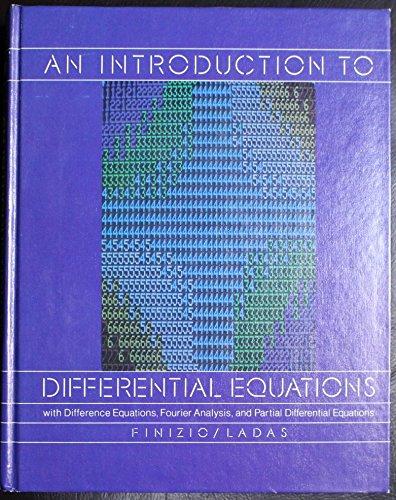 AN INTRODUCTION TO
DIFFERENTIAL EQUATIONS
with Difference Equations, Fourier Analysis, and Partial Differential Equations
FINIZIO/LADAS